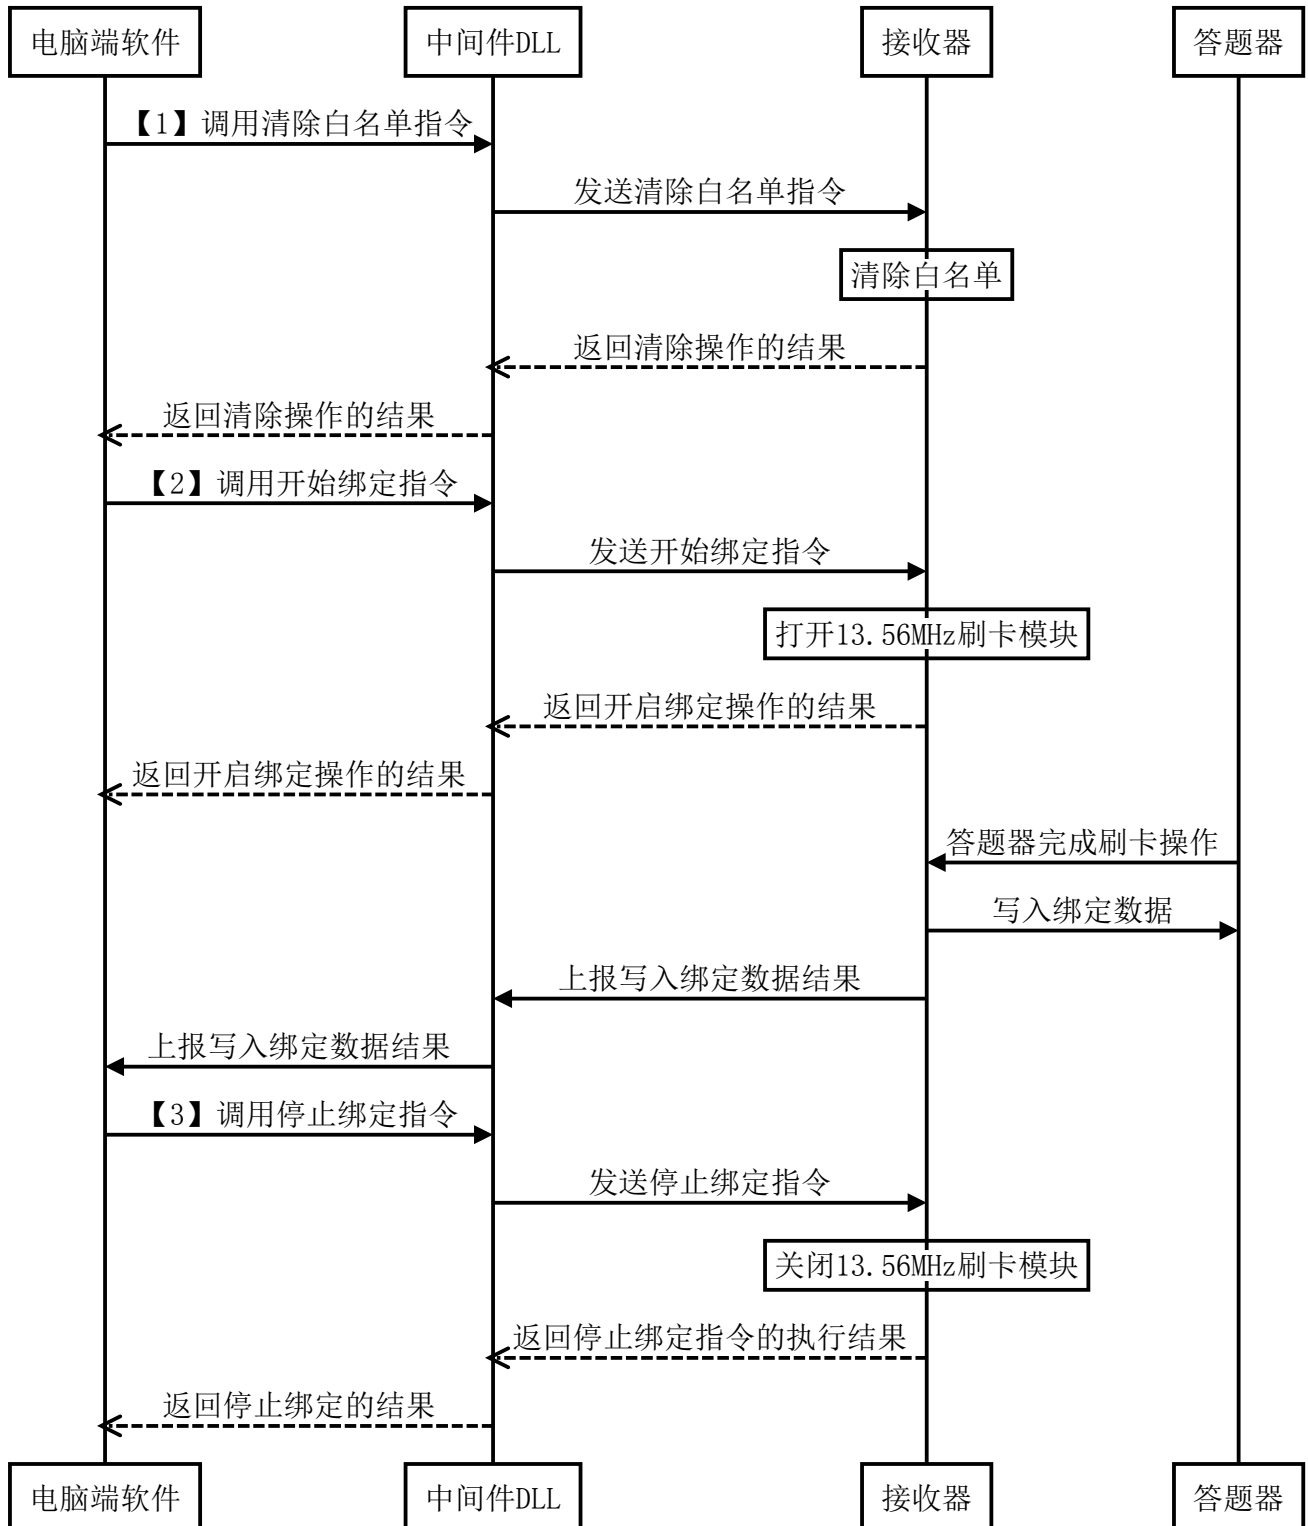 电脑端软件
中间件DLL
接收器
答题器
【1】调用清除白名单指令
发送清除白名单指令
清除白名单
返回清除操作的结果
返回清除操作的结果
【2】调用开始绑定指令
发送开始绑定指令
打开13.56MHz刷卡模块
返回开启绑定操作的结果
返回开启绑定操作的结果
答题器完成刷卡操作
写入绑定数据
上报写入绑定数据结果
上报写入绑定数据结果
【3】调用停止绑定指令
发送停止绑定指令
关闭13.56MHz刷卡模块
返回停止绑定指令的执行结果
返回停止绑定的结果
电脑端软件
中间件DLL
接收器
答题器